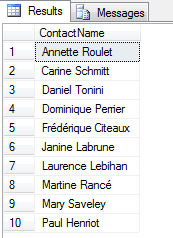 Results Messages
ContactName
1 Annette Roulet
2 Carine Schmitt
3 Daniel Tonini
4 Dominique Perrier
5 Frédérique Citeaux
6 Janine Labrune
7 Laurence Lebihan
8 Martine Rancé
9 Mary Saveley
10 Paul Henriot